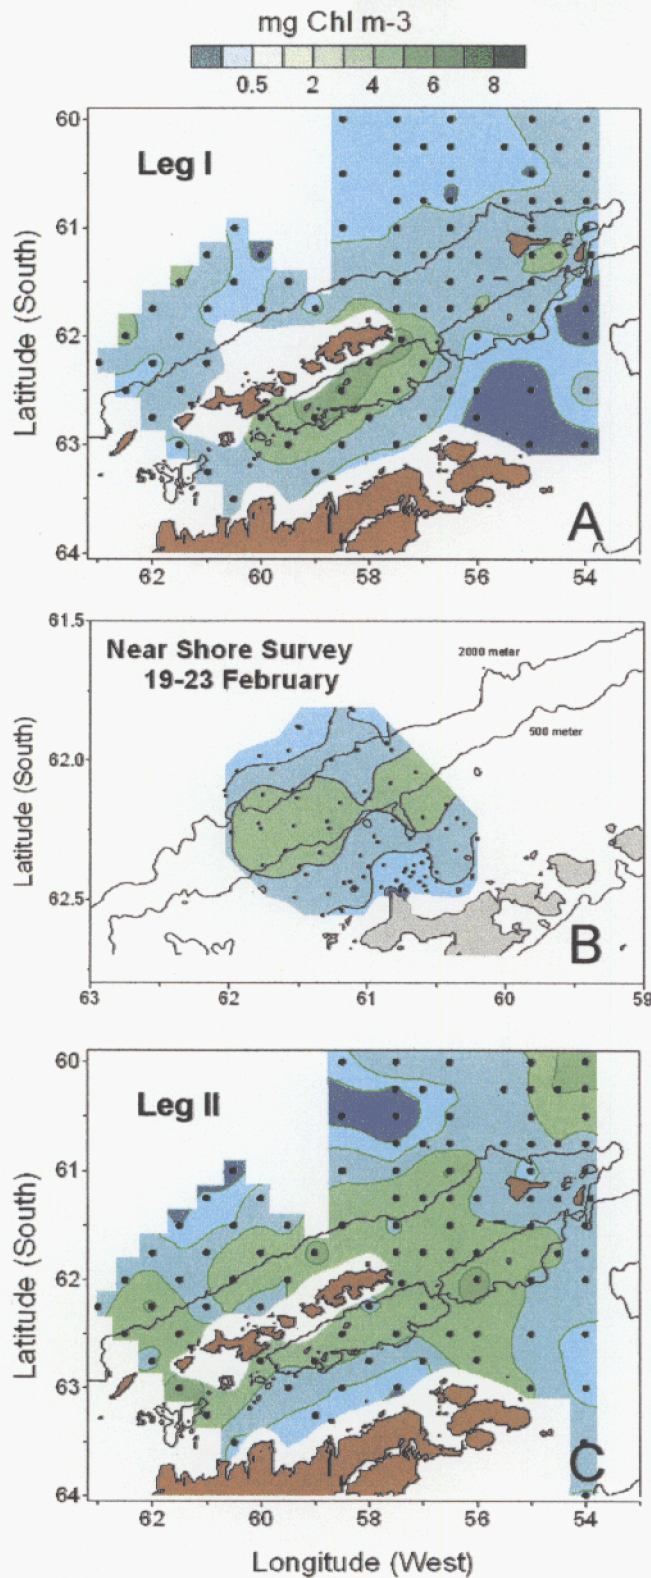 mg Chl m-3
0.5 2 4 6 8
60
Leg I
61
62
63
64
Latitude (South)
A
62 60 58 56 54
61.5
Near Shore Survey
19-23 February
2000 meter
500 meter
62.0
62.5
Latitude (South)
B
63 62 61 60 59
60
Leg II
61
62
63
64
Latitude (South)
C
62 60 58 56 54
Longitude (West)